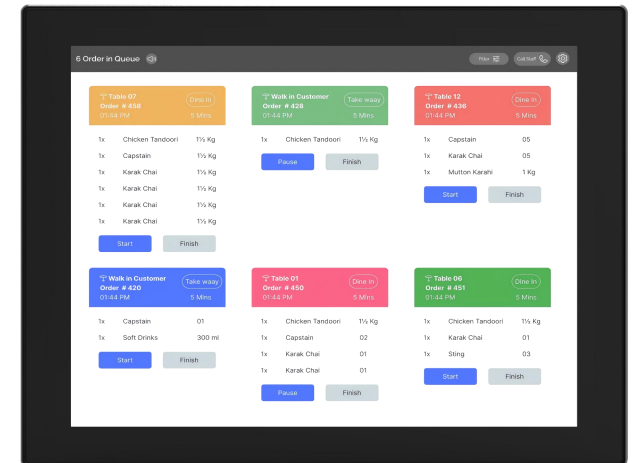 6 Order in Queue
Filter
Call Staff
Table 07
Order # 458
Dine In
01:44 PM 5 Mins
1x Chicken Tandoori 1½ Kg
1x Capstain 1½ Kg
1x Karak Chai 1½ Kg
1x Karak Chai 1½ Kg
1x Karak Chai 1½ Kg
1x Karak Chai 1½ Kg
Start Finish
Walk in Customer
Order # 428
Take waay
01:44 PM 5 Mins
1x Chicken Tandoori 1½ Kg
Pause Finish
Table 12
Order # 436
Dine In
01:44 PM 5 Mins
1x Capstain 05
1x Karak Chai 05
1x Mutton Karahi 1 Kg
Start Finish
Walk in Customer
Order # 420
Take waay
01:44 PM 5 Mins
1x Capstain 01
1x Soft Drinks 300 ml
Start Finish
Table 01
Order # 450
Dine In
01:44 PM 5 Mins
1x Chicken Tandoori 1½ Kg
1x Capstain 02
1x Karak Chai 01
1x Karak Chai 01
Pause Finish
Table 06
Order # 451
Dine In
01:44 PM 5 Mins
1x Chicken Tandoori 1½ Kg
1x Karak Chai 01
1x Sting 03
Start Finish